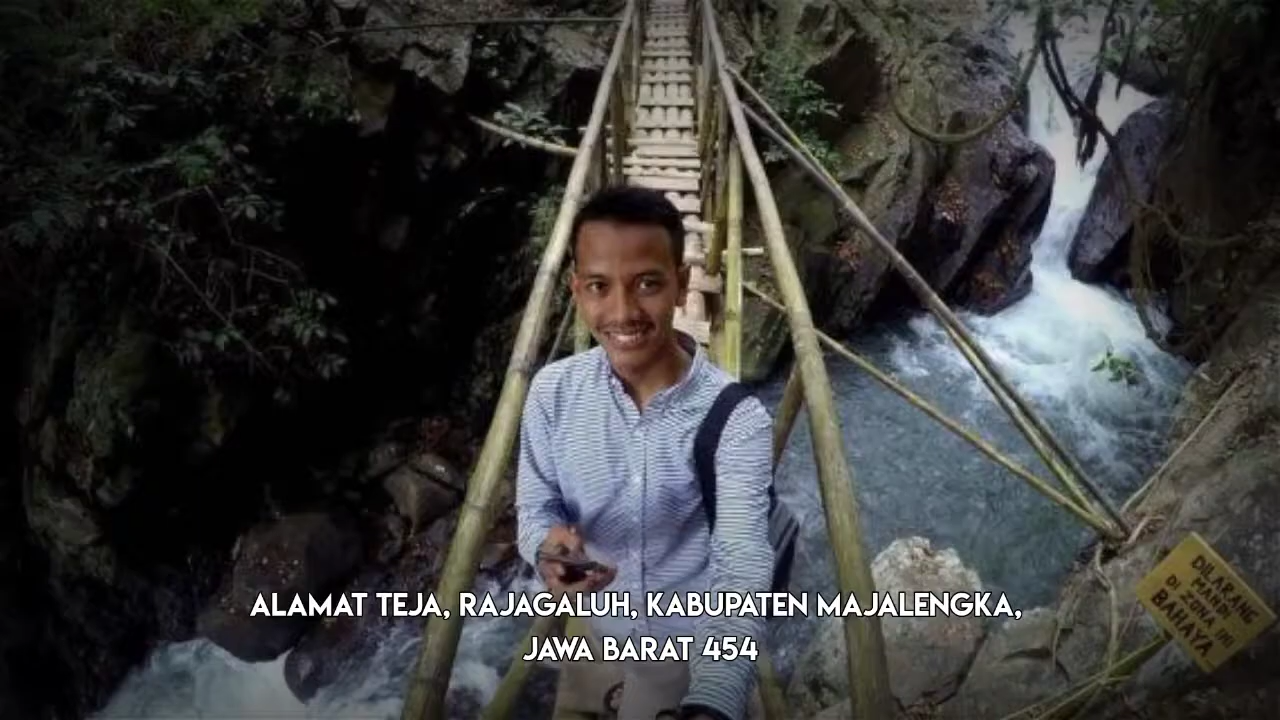 ALAMAT TEJA, RAJAGALUH, KABUPATEN MAJALENGKA,
JAWA BARAT 454
DILARANG
MANDI
DI ZONA INI
BAHAYA